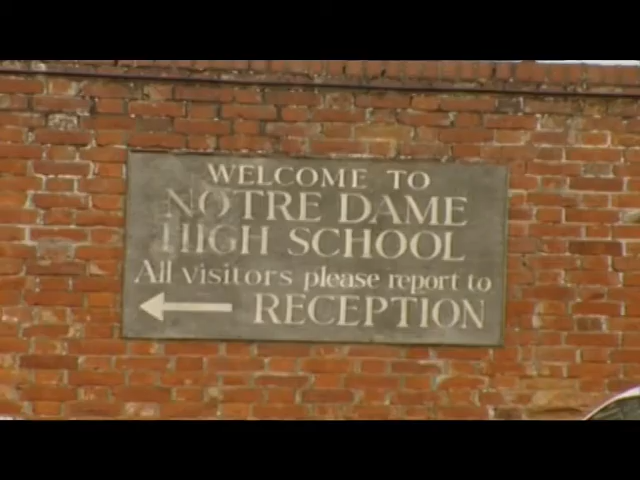 WELCOME TO
NOTRE DAME
HIGH SCHOOL
All visitors please report to
RECEPTION